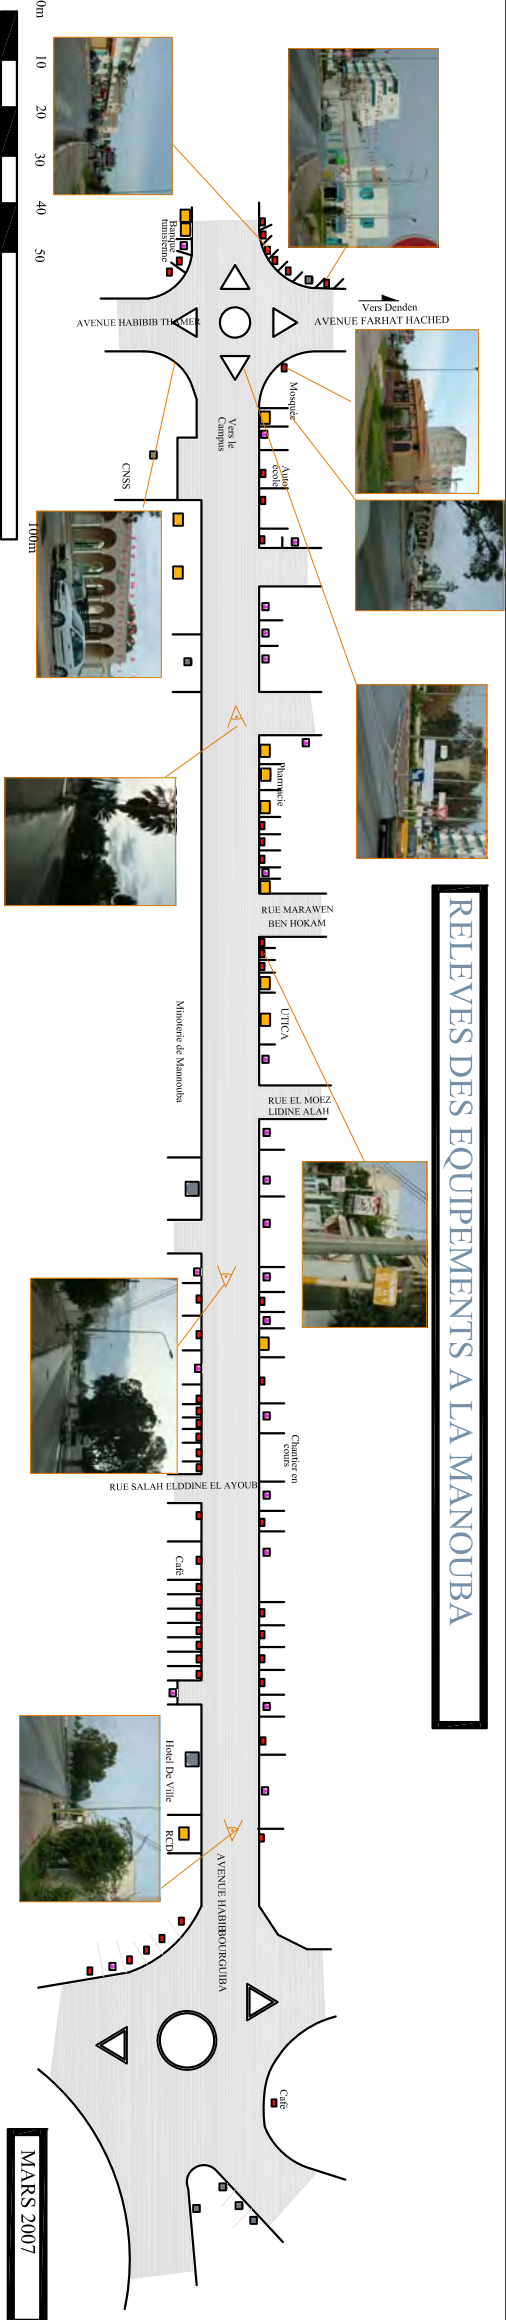 RELEVES DES EQUIPEMENTS A LA MANOUBA
0m
10
20
30
40
50
100m
Banque
tunisienne
Vers Denden
AVENUE FARHAT HACHED
AVENUE HABIBIB THAMER
Mosquée
Vers le
Campus
Auto
école
CNSS
Pharmacie
RUE MARAWEN
BEN HOKAM
UTICA
Minoterie de Mannouba
RUE EL MOEZ
LIDINE ALAH
Chantier en
cours
RUE SALAH ELDDINE EL AYOUB
Café
Hotel De Ville
RCD
AVENUE HABIB BOURGUIBA
Café
MARS 2007